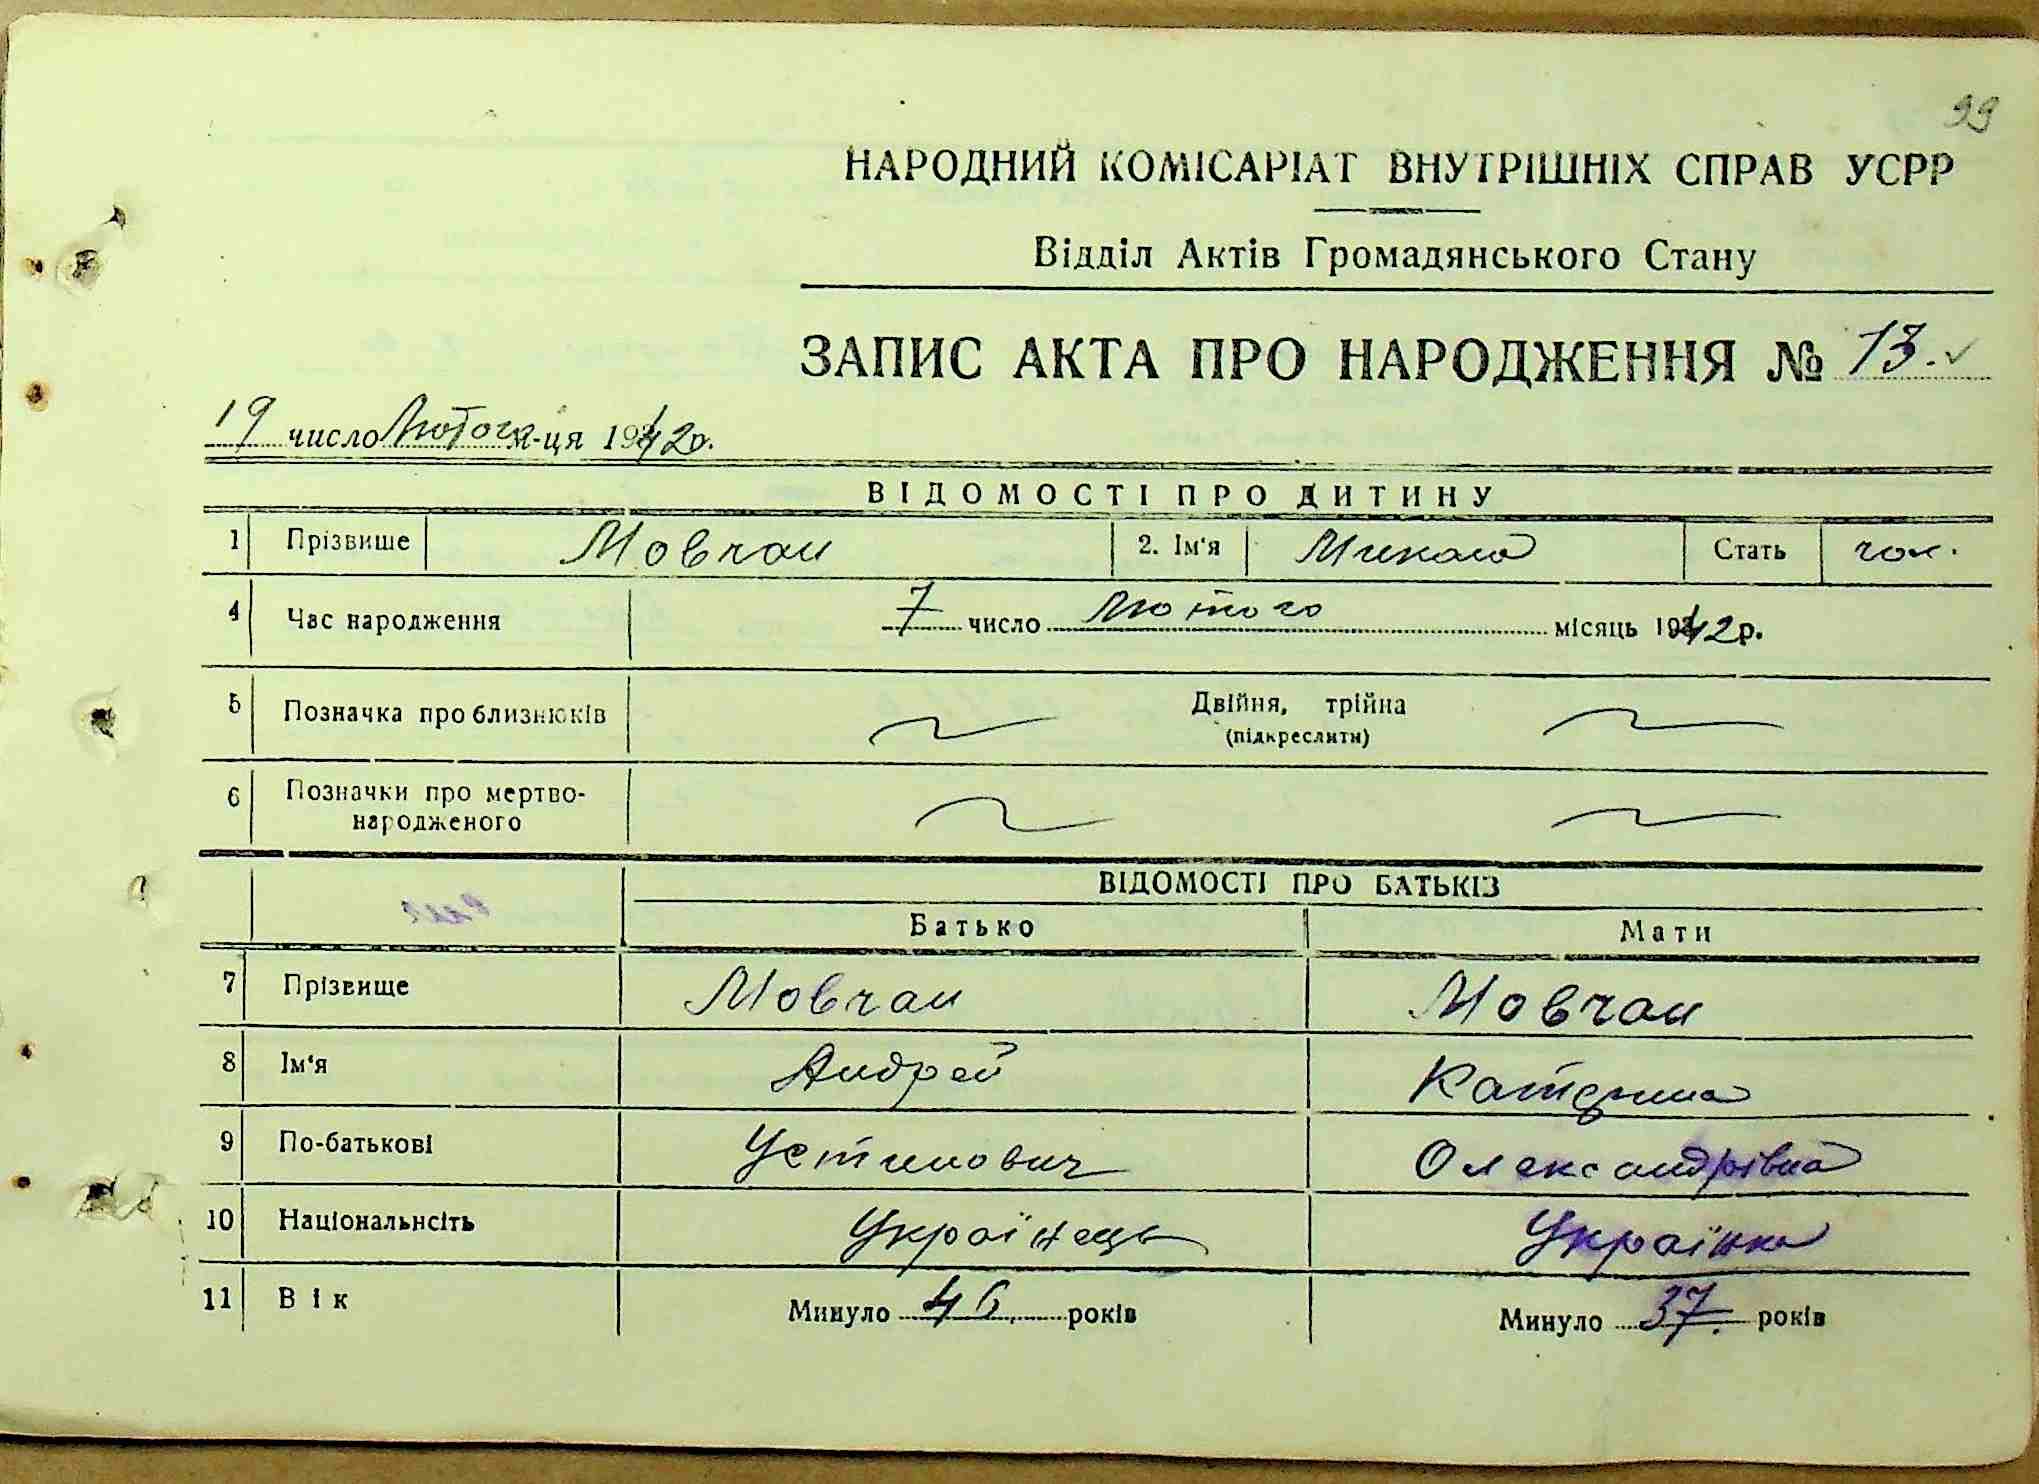 99
НАРОДНИЙ КОМІСАРІАТ ВНУТРІШНІХ СПРАВ УСРР
Відділ Актів Громадянського Стану
ЗАПИС АКТА ПРО НАРОДЖЕННЯ № 13.
19 число Лютого м-ця 1942р.
ВІДОМОСТІ ПРО ДИТИНУ
1 Прізвише Мовчан 2. Ім'я Микола Стать чол.
4 Час народження 7 число Лютого місяць 1942р.
5 Позначка про близнюків Двійня, трійна
(підкреслити)
6 Позначки про мертво-
народженого
ВІДОМОСТІ ПРО БАТЬКІЗ
Батько Мати
7 Прізвище Мовчан Мовчан
8 Ім'я Андрей Катерина
9 По-батькові Устинович Олександрівна
10 Національнсіть Українець Українка
11 Вік Минуло 46 років Минуло 37. років